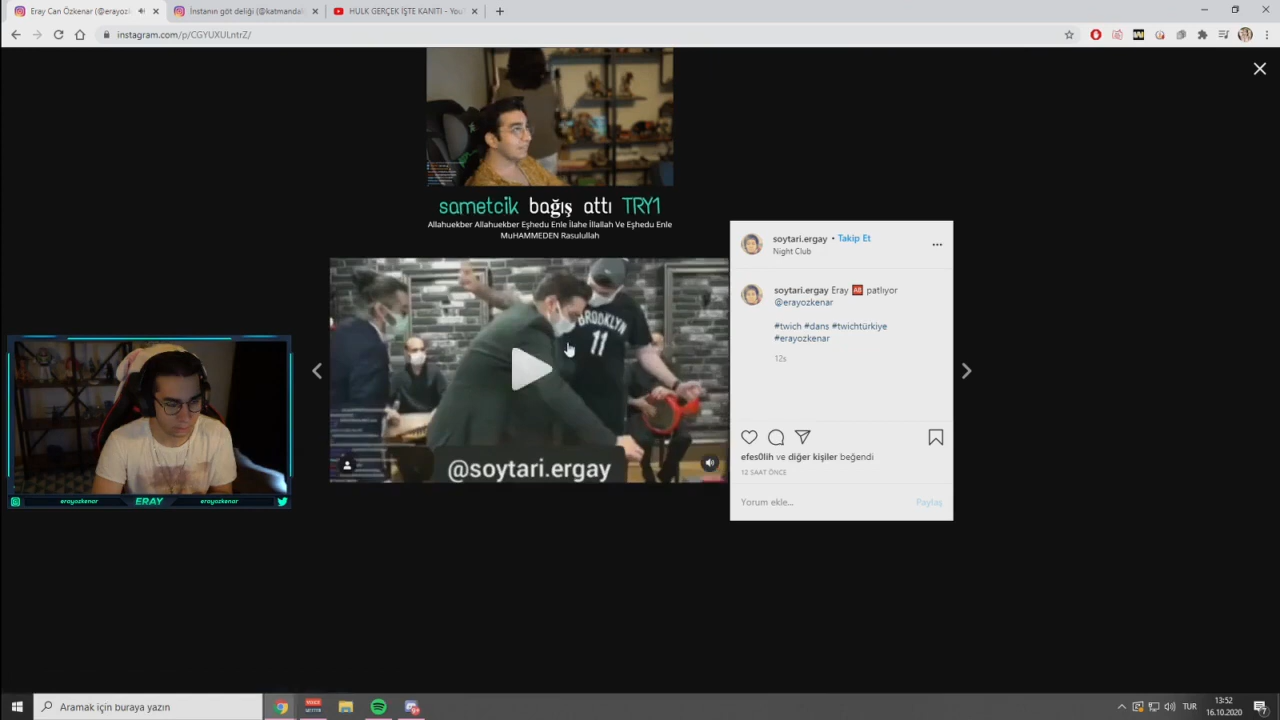 Eray Can Özkenar (@erayoz
İnstanın göt deliği (@katmanda
HULK GERÇEK İŞTE KANITI - You
instagram.com/p/CGYUXULntrZ/
sametcik bağış attı TRY1
Allahuekber Allahuekber Eşhedu Enle İlahe İllallah Ve Eşhedu Enle
MuHAMMEDEN Rasulullah
BROOKLYN
11
@soytari.ergay
soytari.ergay • Takip Et
Night Club
soytari.ergay Eray 🆎 patlıyor
@erayozkenar
#twich #dans #twichtürkiye
#erayozkenar
12s
efes0lih ve diğer kişiler beğendi
12 SAAT ÖNCE
Yorum ekle...
Paylaş
erayozkenar
ERAY
erayozkenar
Aramak için buraya yazın
TUR
13:52
16.10.2020